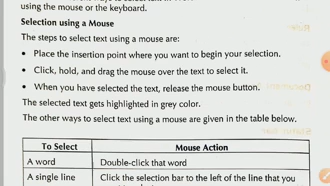 using the mouse or the keyboard.
Selection using a Mouse
The steps to select text using a mouse are:
• Place the insertion point where you want to begin your selection.
• Click, hold, and drag the mouse over the text to select it.
• When you have selected the text, release the mouse button.
The selected text gets highlighted in grey color.
The other ways to select text using a mouse are given in the table below.
To Select Mouse Action
A word Double-click that word
A single line Click the selection bar to the left of the line that you